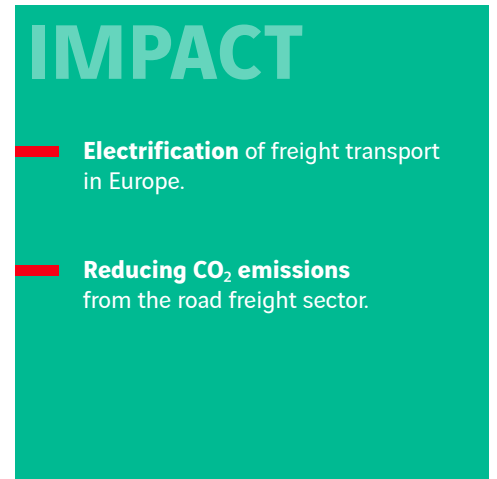 IMPACT
Electrification of freight transport
in Europe.
Reducing CO₂ emissions
from the road freight sector.